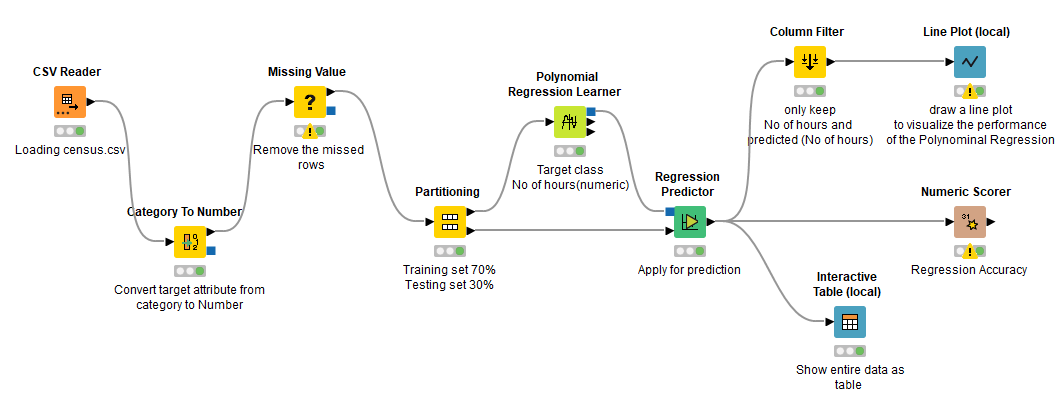 Column Filter
Line Plot (local)
CSV Reader
Missing Value
Polynomial
Regression Learner
only keep
No of hours and
predicted (No of hours)
draw a line plot
to visualize the performance
of the Polynominal Regression
Loading census.csv
Remove the missed
rows
Target class
No of hours(numeric)
Regression
Predictor
Partitioning
Numeric Scorer
Category To Number
Training set 70%
Testing set 30%
Apply for prediction
Regression Accuracy
Convert target attribute from
category to Number
Interactive
Table (local)
Show entire data as
table